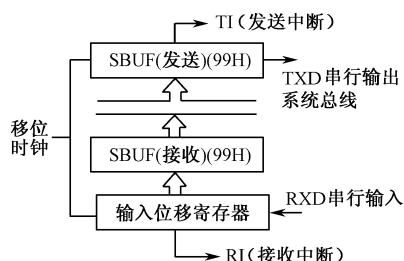 TI(发送中断)
SBUF(发送)(99H)
TXD串行输出
系统总线
移位
时钟
SBUF(接收)(99H)
RXD串行输入
输入位移寄存器
RI(接收中断)